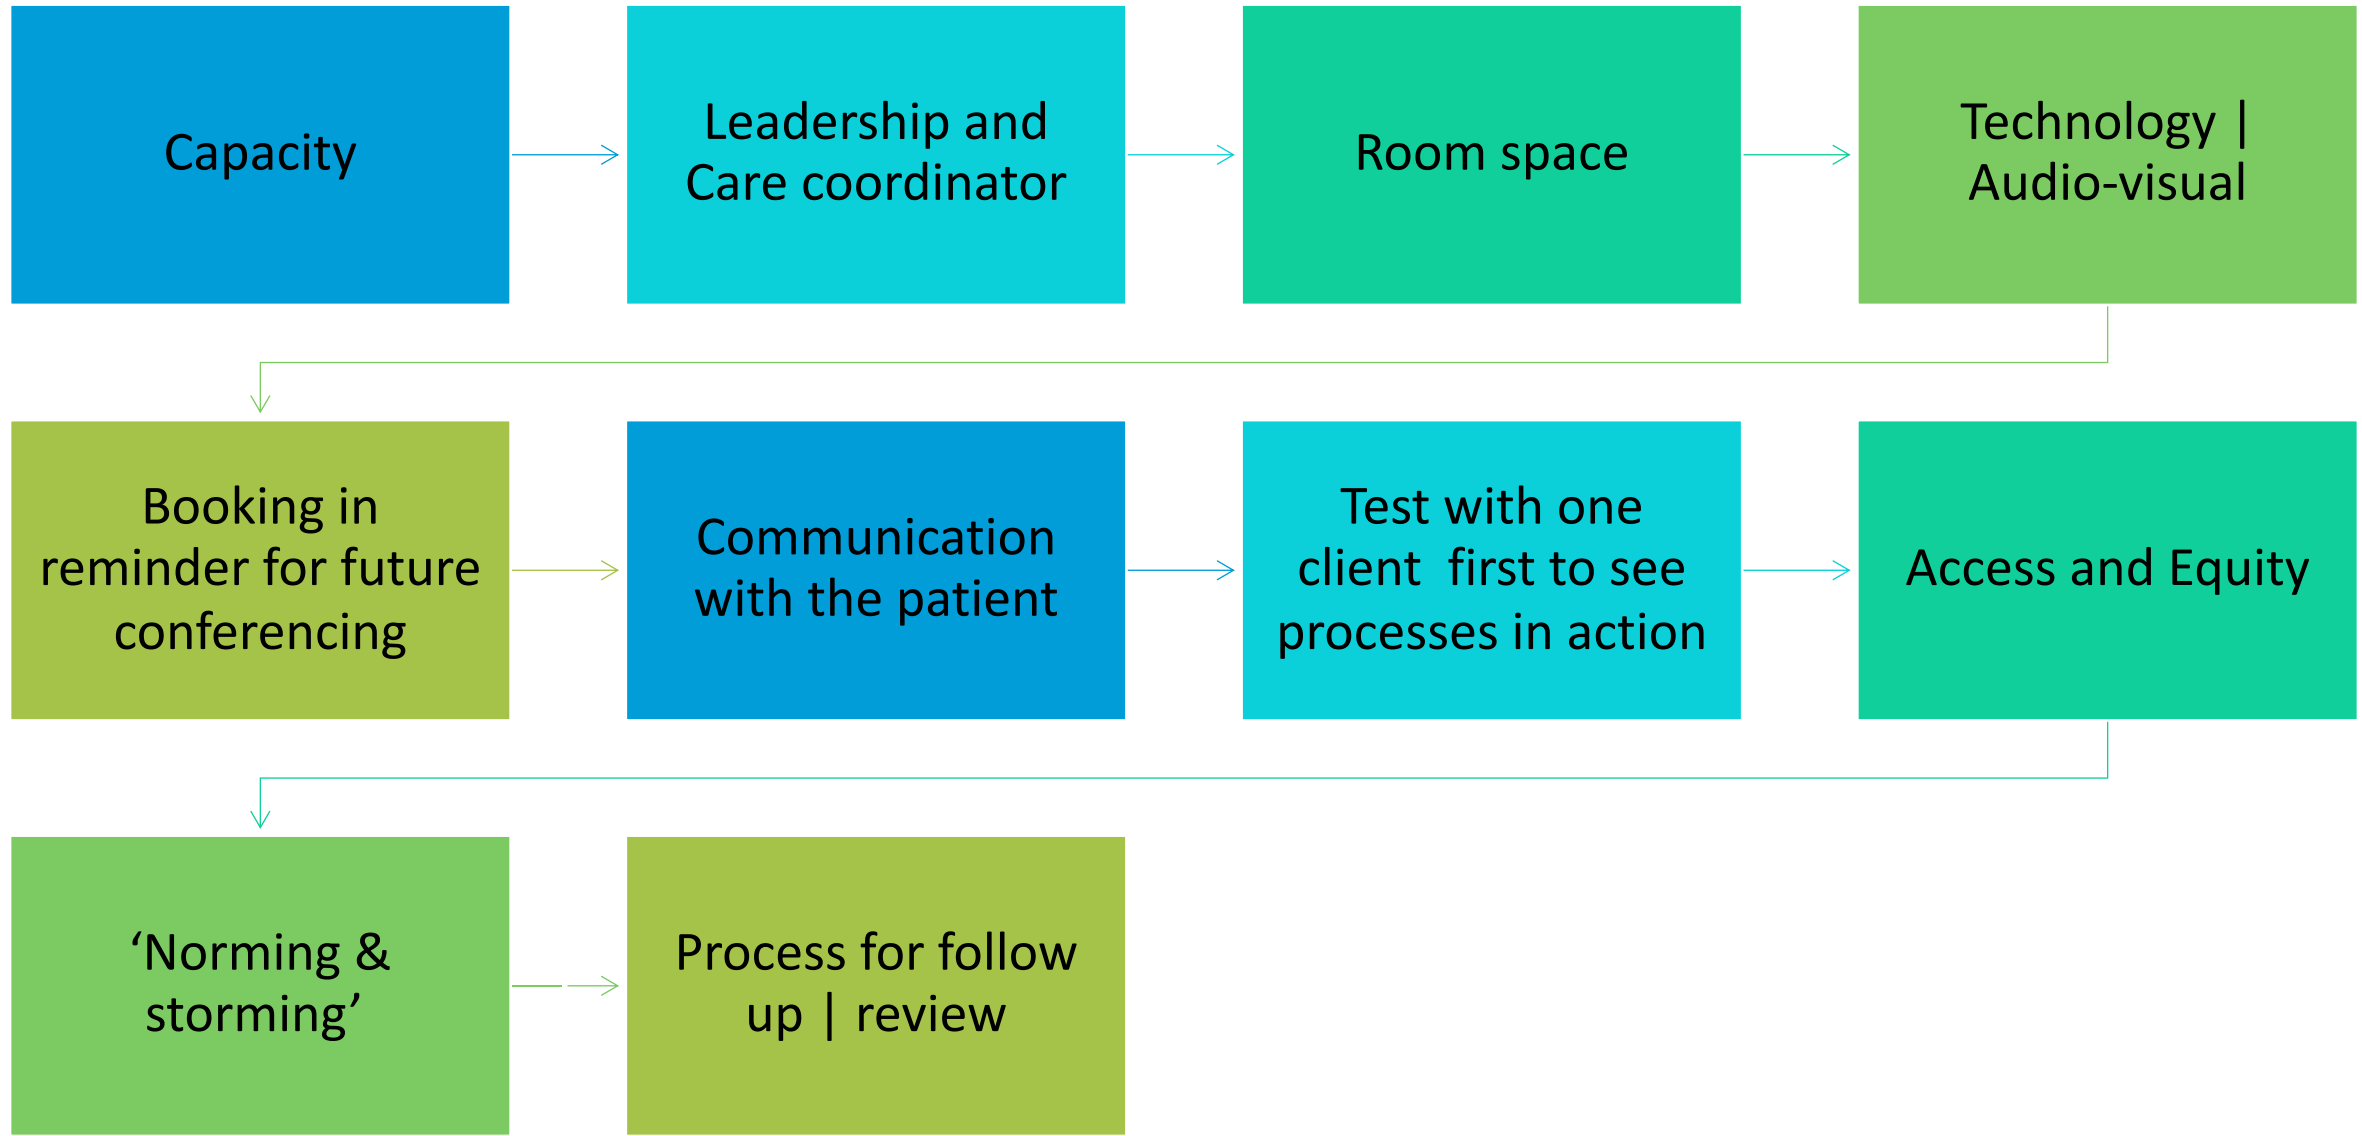 Capacity
Leadership and
Care coordinator
Room space
Technology |
Audio-visual
Booking in
reminder for future
conferencing
Communication
with the patient
Test with one
client  first to see
processes in action
Access and Equity
‘Norming &
storming’
Process for follow
up | review